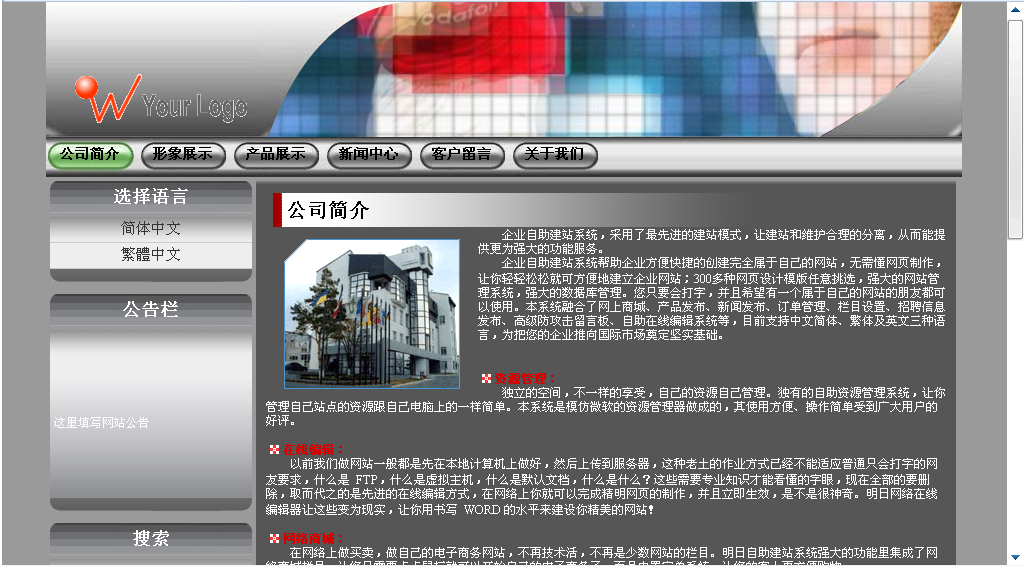 Vodafon
Your Logo
公司简介
形象展示
产品展示
新闻中心
客户留言
关于我们
选择语言
简体中文
繁體中文
公告栏
这里填写网站公告
搜索
公司简介
企业自助建站系统，采用了最先进的建站模式，让建站和维护合理的分离，从而能提
供更为强大的功能服务。
企业自助建站系统帮助企业方便快捷的创建完全属于自己的网站，无需懂网页制作，
让你轻轻松松就可方便地建立企业网站；300多种网页设计模版任意挑选，强大的网站管
理系统，强大的数据库管理。您只要会打字，并且希望有一个属于自己的网站的朋友都可
以使用。本系统融合了网上商城、产品发布、新闻发布、订单管理、栏目设置、招聘信息
发布、高级防攻击留言板、自助在线编辑系统等，目前支持中文简体、繁体及英文三种语
言，为把您的企业推向国际市场奠定坚实基础。
资源管理：
独立的空间，不一样的享受，自己的资源自己管理。独有的自助资源管理系统，让你
管理自己站点的资源跟自己电脑上的一样简单。本系统是模仿微软的资源管理器做成的，其使用方便、操作简单受到广大用户的
好评。
在线编辑：
以前我们做网站一般都是先在本地计算机上做好，然后上传到服务器，这种老土的作业方式己经不能适应普通只会打字的网
友要求，什么是 FTP，什么是虚拟主机，什么是默认文档，什么是什么？这些需要专业知识才能看懂的字眼，现在全部的要删
除，取而代之的是先进的在线编辑方式，在网络上你就可以完成精明网页的制作，并且立即生效，是不是很神奇。明日网络在线
编辑器让这些变为现实，让你用书写 WORD 的水平来建设你精美的网站！
网络商城：
在网络上做买卖，做自己的电子商务网站，不再技术活，不再是少数网站的栏目。明日自助建站系统强大的功能里集成了网